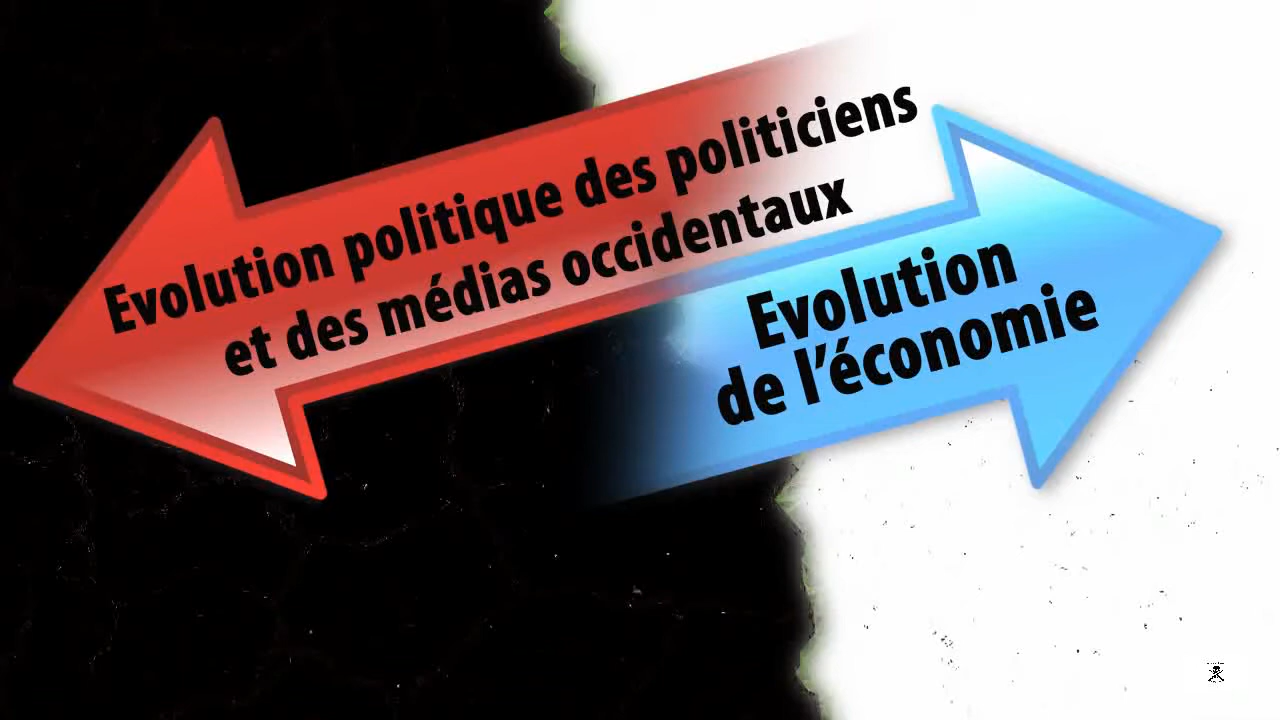 Evolution politique des politiciens
et des médias occidentaux
Evolution
de l’économie